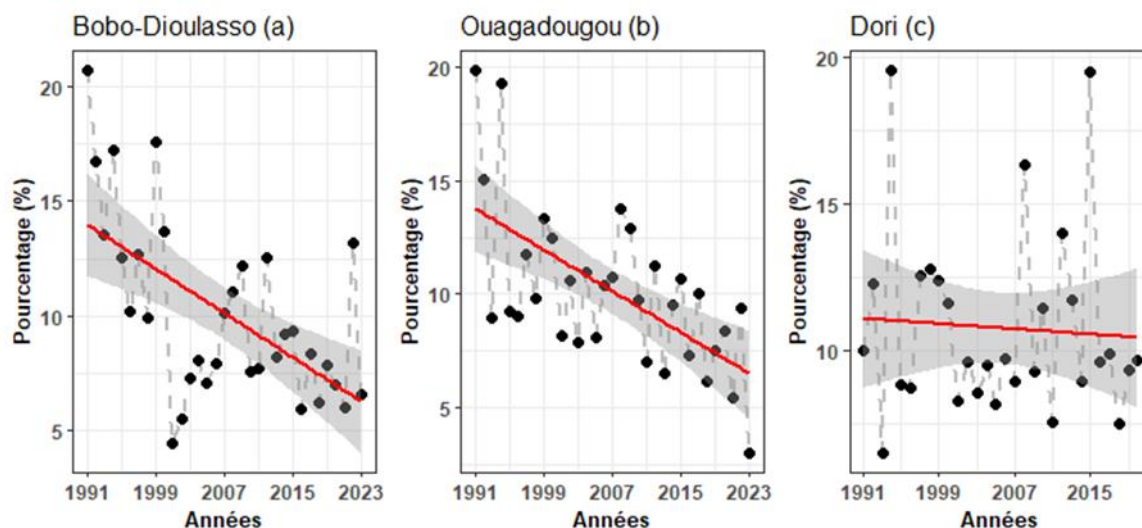 Bobo-Dioulasso (a)
Pourcentage (%)
20
15
10
5
1991 1999 2007 2015 2023
Années
Ouagadougou (b)
Pourcentage (%)
20
15
10
5
1991 1999 2007 2015 2023
Années
Dori (c)
Pourcentage (%)
20
15
10
1991 1999 2007 2015
Années